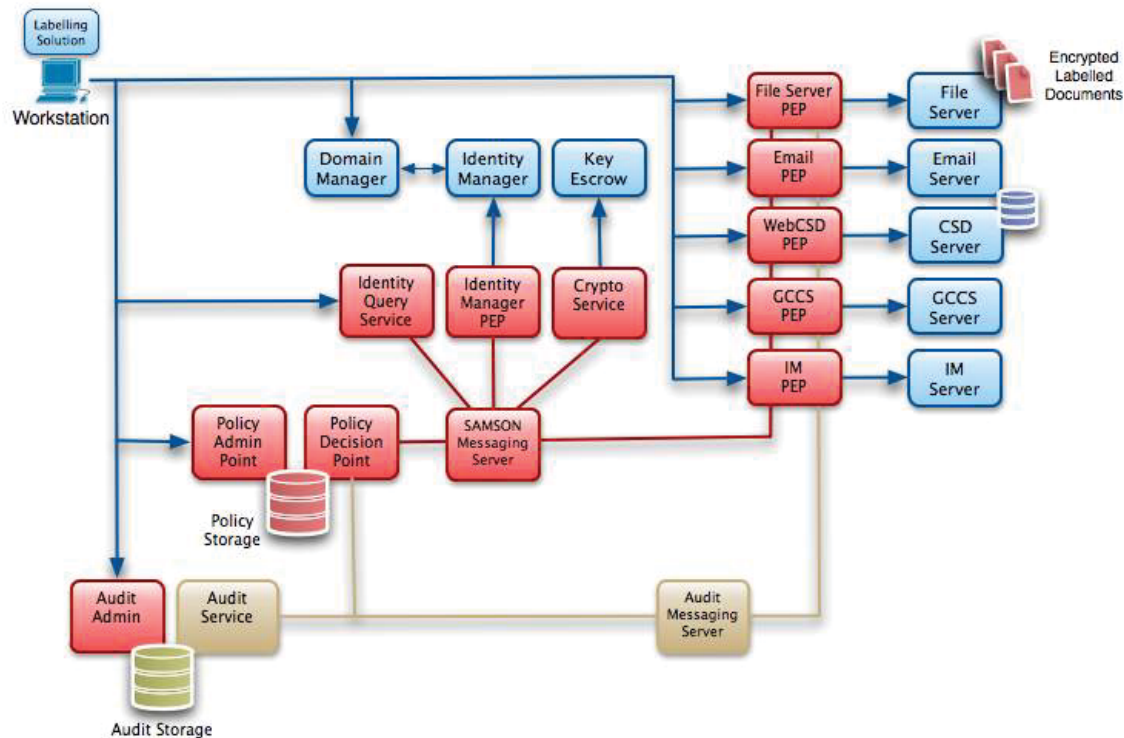 Labelling
Solution
Workstation
File Server
PEP
File
Server
Encrypted
Labelled
Documents
Domain
Manager
Identity
Manager
Key
Escrow
Email
PEP
Email
Server
WebCSD
PEP
CSD
Server
Identity
Query
Service
Identity
Manager
PEP
Crypto
Service
GCCS
PEP
GCCS
Server
IM
PEP
IM
Server
Policy
Admin
Point
Policy
Decision
Point
SAMSON
Messaging
Server
Policy
Storage
Audit
Admin
Audit
Service
Audit
Messaging
Server
Audit Storage